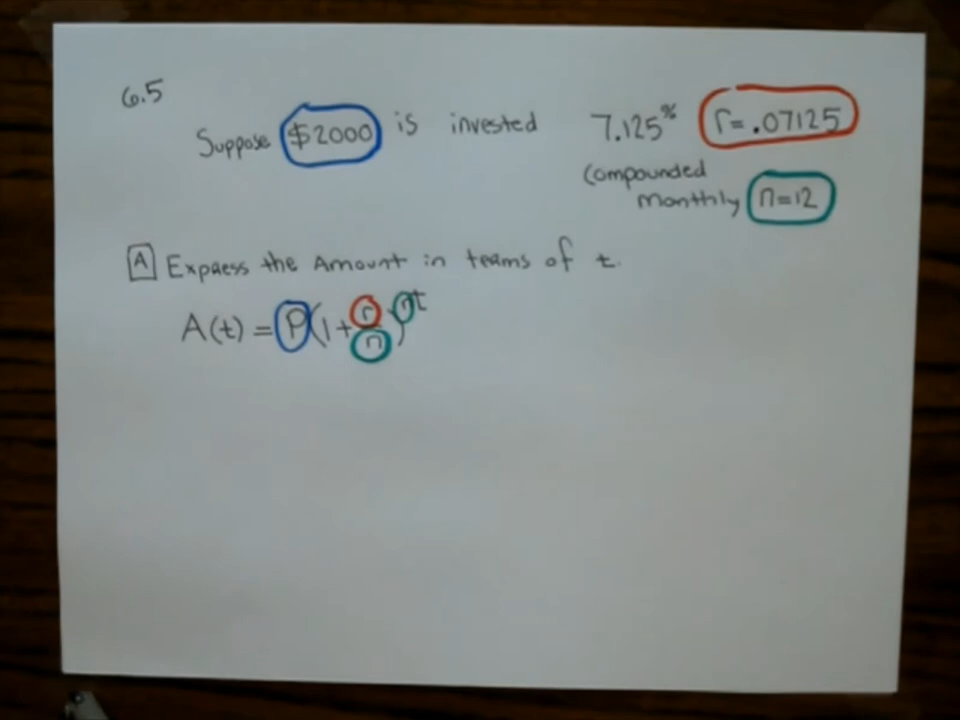 6.5
Suppose $2000 is invested 7.125% r=.07125
compounded
monthly n=12
A Express the Amount in terms of t.
A(t) = P(1+r/n)^nt